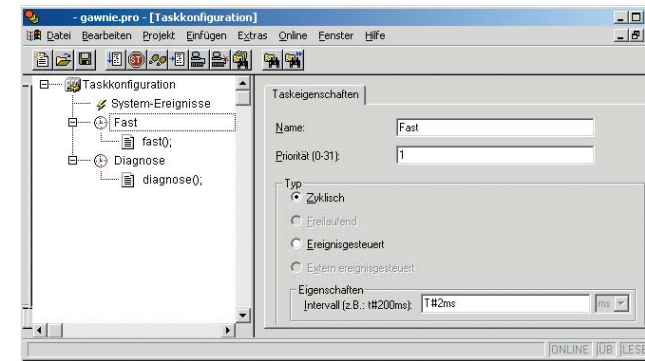 - gawnie.pro - [Taskkonfiguration]
Datei Bearbeiten Projekt Einfügen Extras Online Fenster Hilfe
Taskkonfiguration
System-Ereignisse
Fast
fast();
Diagnose
diagnose();
Taskeigenschaften
Name: Fast
Priorität (0-31): 1
Typ
Zyklisch
Freilaufend
Ereignisgesteuert
Extern ereignisgesteuert
Eigenschaften
Intervall (z.B.: t#200ms): T#2ms ms
ONLINE ÜB LESE